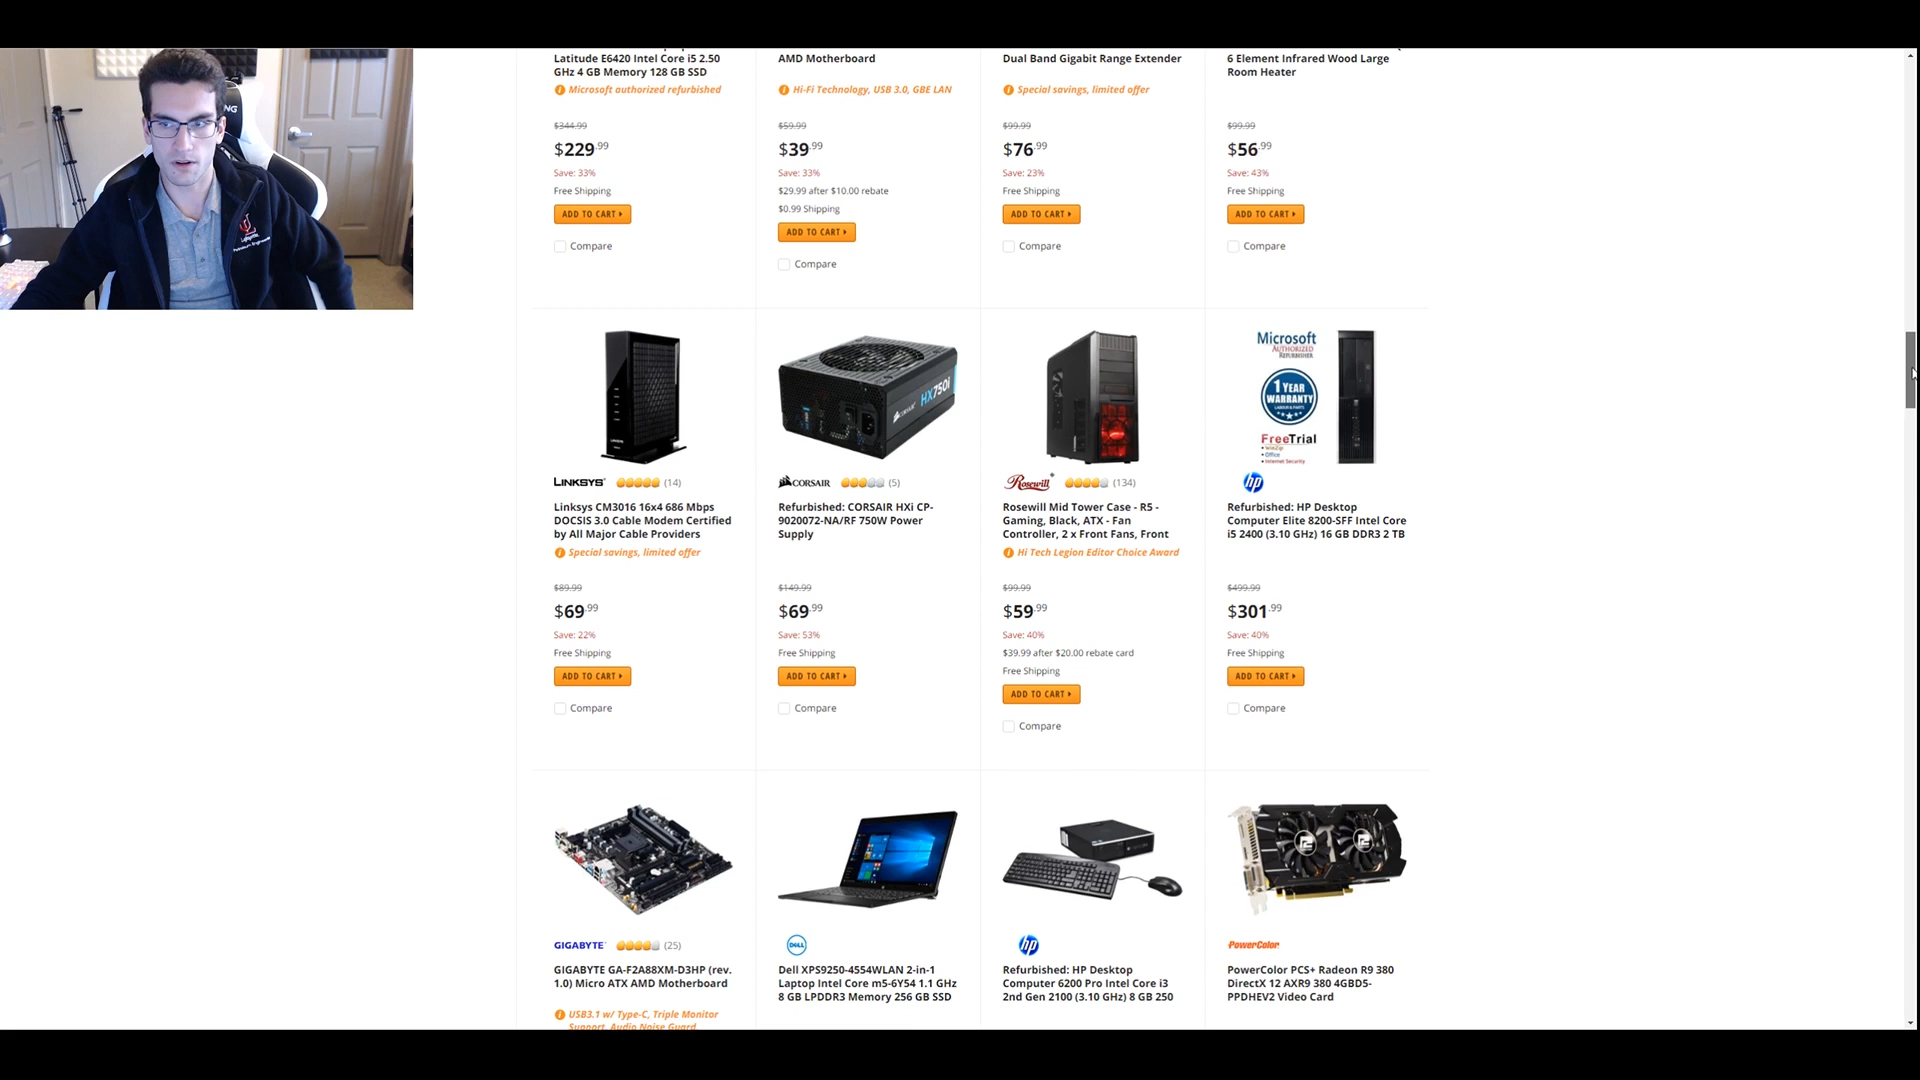 Latitude E6420 Intel Core i5 2.50
GHz 4 GB Memory 128 GB SSD
Microsoft authorized refurbished
$344.99
$229.99
Save: 33%
Free Shipping
ADD TO CART
Compare
AMD Motherboard
Hi-Fi Technology, USB 3.0, GBE LAN
$59.99
$39.99
Save: 33%
$29.99 after $10.00 rebate
$0.99 Shipping
ADD TO CART
Compare
Dual Band Gigabit Range Extender
Special savings, limited offer
$99.99
$76.99
Save: 23%
Free Shipping
ADD TO CART
Compare
6 Element Infrared Wood Large
Room Heater
$99.99
$56.99
Save: 43%
Free Shipping
ADD TO CART
Compare
LINKSYS (14)
Linksys CM3016 16x4 686 Mbps
DOCSIS 3.0 Cable Modem Certified
by All Major Cable Providers
Special savings, limited offer
$89.99
$69.99
Save: 22%
Free Shipping
ADD TO CART
Compare
CORSAIR HX750i
CORSAIR (5)
Refurbished: CORSAIR HXi CP-
9020072-NA/RF 750W Power
Supply
$149.99
$69.99
Save: 53%
Free Shipping
ADD TO CART
Compare
Rosewill (134)
Rosewill Mid Tower Case - R5 -
Gaming, Black, ATX - Fan
Controller, 2 x Front Fans, Front
Hi Tech Legion Editor Choice Award
$99.99
$59.99
Save: 40%
$39.99 after $20.00 rebate card
Free Shipping
ADD TO CART
Compare
Microsoft
AUTHORIZED
REFURBISHER
1 YEAR
WARRANTY
LABOUR & PARTS
FreeTrial
• WinZip
• Office
• Internet Security
hp
Refurbished: HP Desktop
Computer Elite 8200-SFF Intel Core
i5 2400 (3.10 GHz) 16 GB DDR3 2 TB
$499.99
$301.99
Save: 40%
Free Shipping
ADD TO CART
Compare
GIGABYTE (25)
GIGABYTE GA-F2A88XM-D3HP (rev.
1.0) Micro ATX AMD Motherboard
USB3.1 w/ Type-C, Triple Monitor
Support, Audio Noise Guard
DELL
Dell XPS9250-4554WLAN 2-in-1
Laptop Intel Core m5-6Y54 1.1 GHz
8 GB LPDDR3 Memory 256 GB SSD
hp
Refurbished: HP Desktop
Computer 6200 Pro Intel Core i3
2nd Gen 2100 (3.10 GHz) 8 GB 250
PowerColor
PowerColor PCS+ Radeon R9 380
DirectX 12 AXR9 380 4GBD5-
PPDHEV2 Video Card